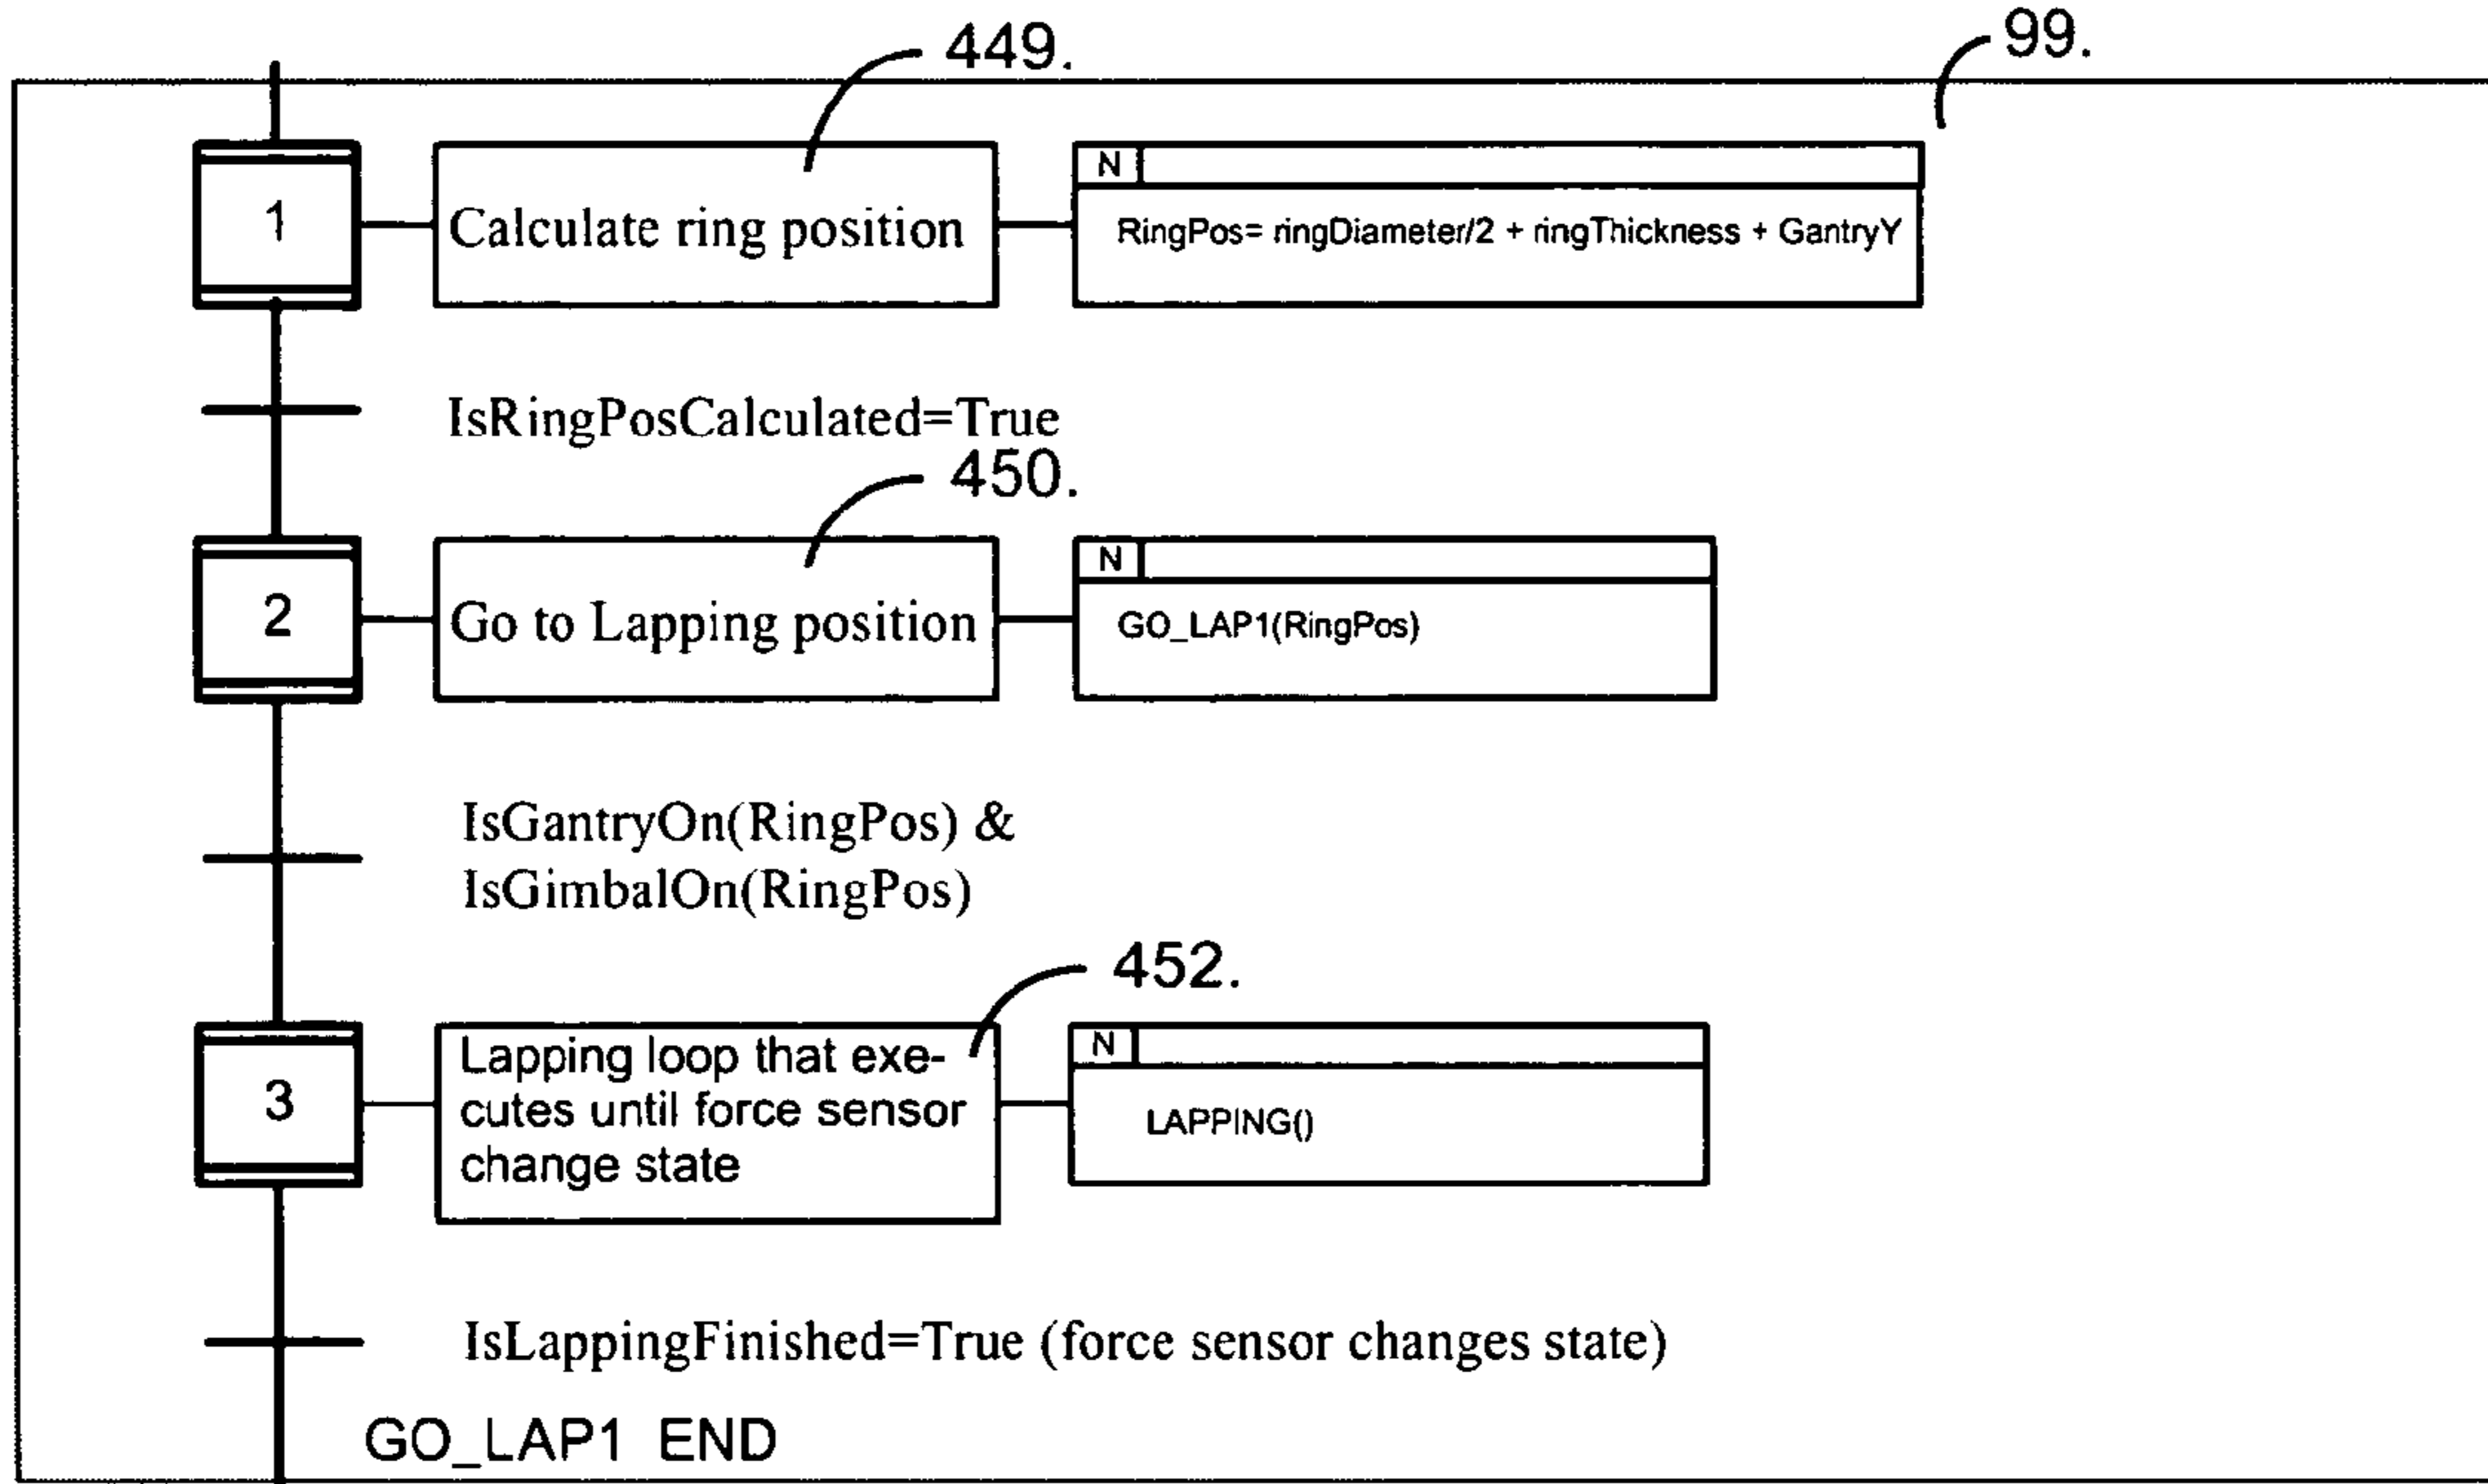 449.
99.
1
Calculate ring position
N
RingPos= ringDiameter/2 + ringThickness + GantryY
IsRingPosCalculated=True
450.
2
Go to Lapping position
N
GO_LAP1(RingPos)
IsGantryOn(RingPos) &
IsGimbalOn(RingPos)
452.
3
Lapping loop that exe-
cutes until force sensor
change state
N
LAPPING()
IsLappingFinished=True (force sensor changes state)
GO_LAP1 END